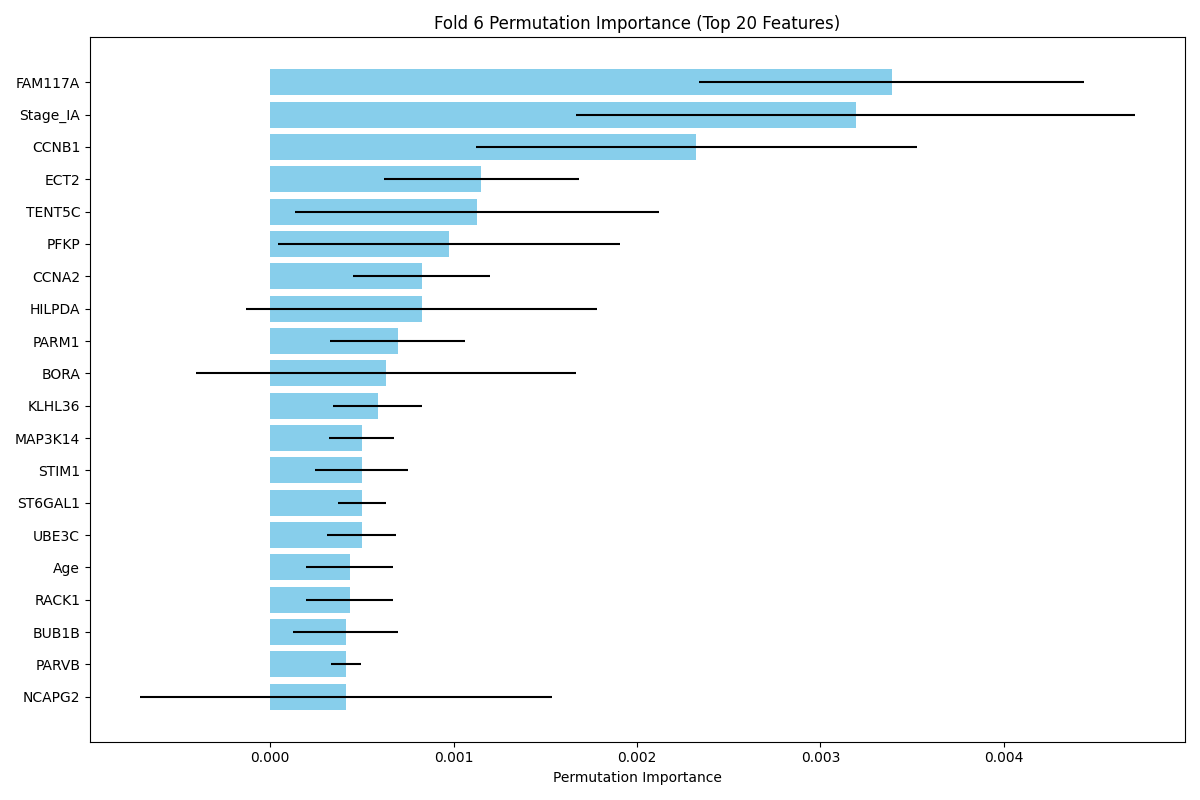 Fold 6 Permutation Importance (Top 20 Features)
FAM117A
Stage_IA
CCNB1
ECT2
TENT5C
PFKP
CCNA2
HILPDA
PARM1
BORA
KLHL36
MAP3K14
STIM1
ST6GAL1
UBE3C
Age
RACK1
BUB1B
PARVB
NCAPG2
0.000 0.001 0.002 0.003 0.004
Permutation Importance